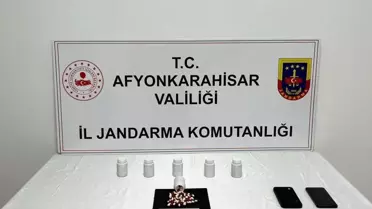 T.C.
AFYONKARAHİSAR
VALİLİĞİ
İL JANDARMA KOMUTANLIĞI